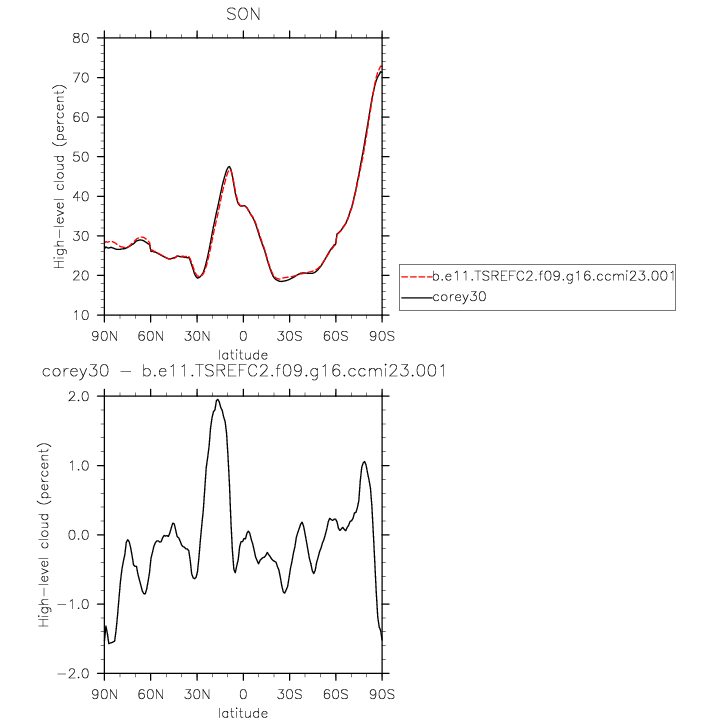 SON
High-level cloud (percent)
80
70
60
50
40
30
20
10
90N 60N 30N 0 30S 60S 90S
latitude
b.e11.TSREFC2.f09.g16.ccmi23.001
corey30
corey30 - b.e11.TSREFC2.f09.g16.ccmi23.001
High-level cloud (percent)
2.0
1.0
0.0
-1.0
-2.0
90N 60N 30N 0 30S 60S 90S
latitude